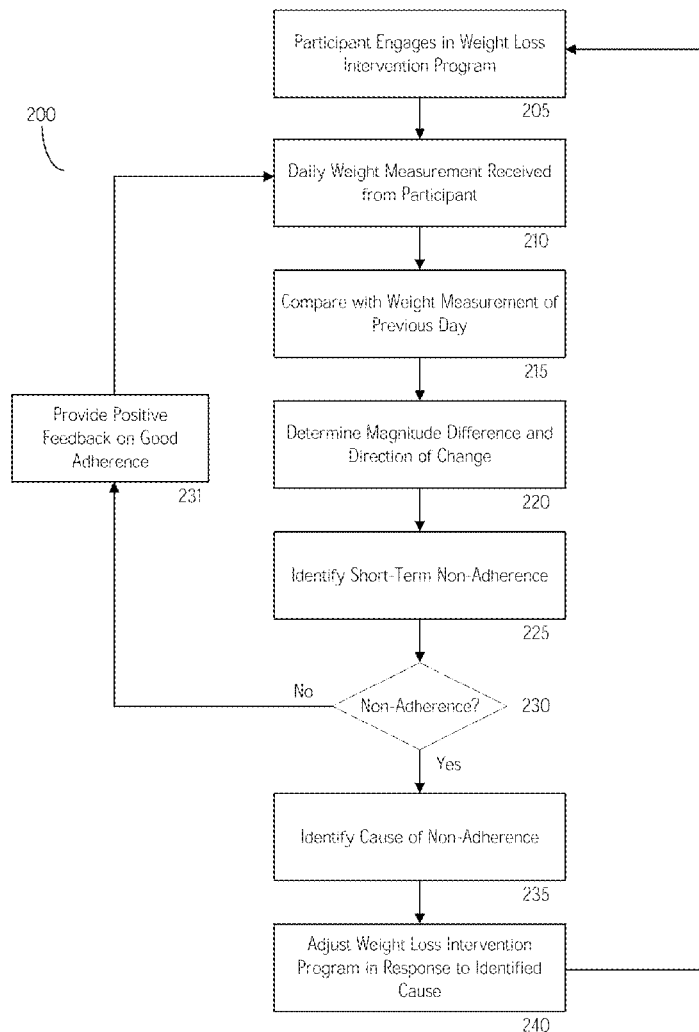 Participant Engages in Weight Loss
Intervention Program
205
200
Daily Weight Measurement Received
from Participant
210
Compare with Weight Measurement of
Previous Day
215
Provide Positive
Feedback on Good
Adherence
231
Determine Magnitude Difference and
Direction of Change
220
Identify Short-Term Non-Adherence
225
No
Non-Adherence?
230
Yes
Identify Cause of Non-Adherence
235
Adjust Weight Loss Intervention
Program in Response to Identified
Cause
240